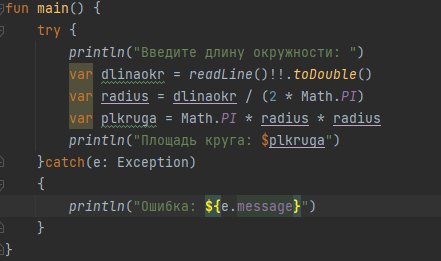 fun main() {
try {
println("Введите длину окружности: ")
var dlinaokr = readLine()!!.toDouble()
var radius = dlinaokr / (2 * Math.PI)
var plkruga = Math.PI * radius * radius
println("Площадь круга: $plkruga")
}catch(e: Exception)
{
println("Ошибка: ${e.message}")
}
}